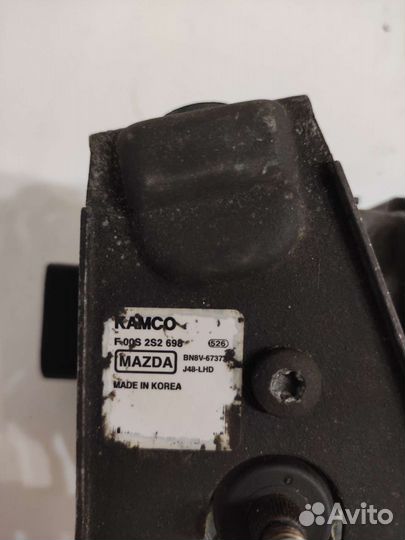 KAMCO
F 00S 2S2 698 526
MAZDA BN8V-6737
J48-LHD
MADE IN KOREA
Avito